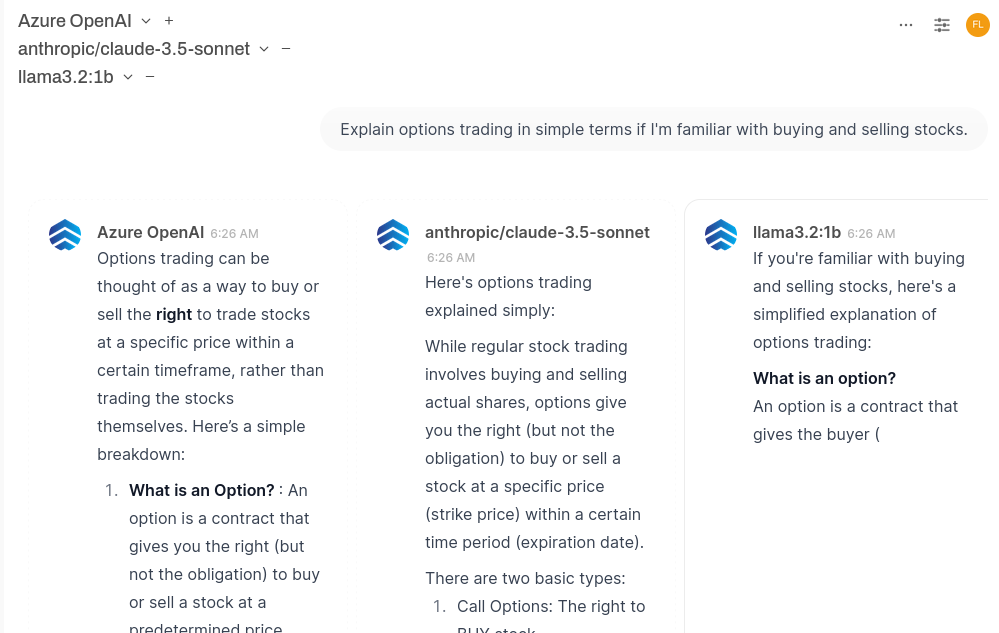 Azure OpenAI
anthropic/claude-3.5-sonnet
llama3.2:1b
FL
Explain options trading in simple terms if I'm familiar with buying and selling stocks.
Azure OpenAI 6:26 AM
Options trading can be
thought of as a way to buy or
sell the right to trade stocks
at a specific price within a
certain timeframe, rather than
trading the stocks
themselves. Here’s a simple
breakdown:
1. What is an Option? : An
option is a contract that
gives you the right (but
not the obligation) to buy
or sell a stock at a
predetermined price
anthropic/claude-3.5-sonnet
6:26 AM
Here's options trading
explained simply:
While regular stock trading
involves buying and selling
actual shares, options give
you the right (but not the
obligation) to buy or sell a
stock at a specific price
(strike price) within a certain
time period (expiration date).
There are two basic types:
1. Call Options: The right to
BUY stock
llama3.2:1b 6:26 AM
If you're familiar with buying
and selling stocks, here's a
simplified explanation of
options trading:
What is an option?
An option is a contract that
gives the buyer (